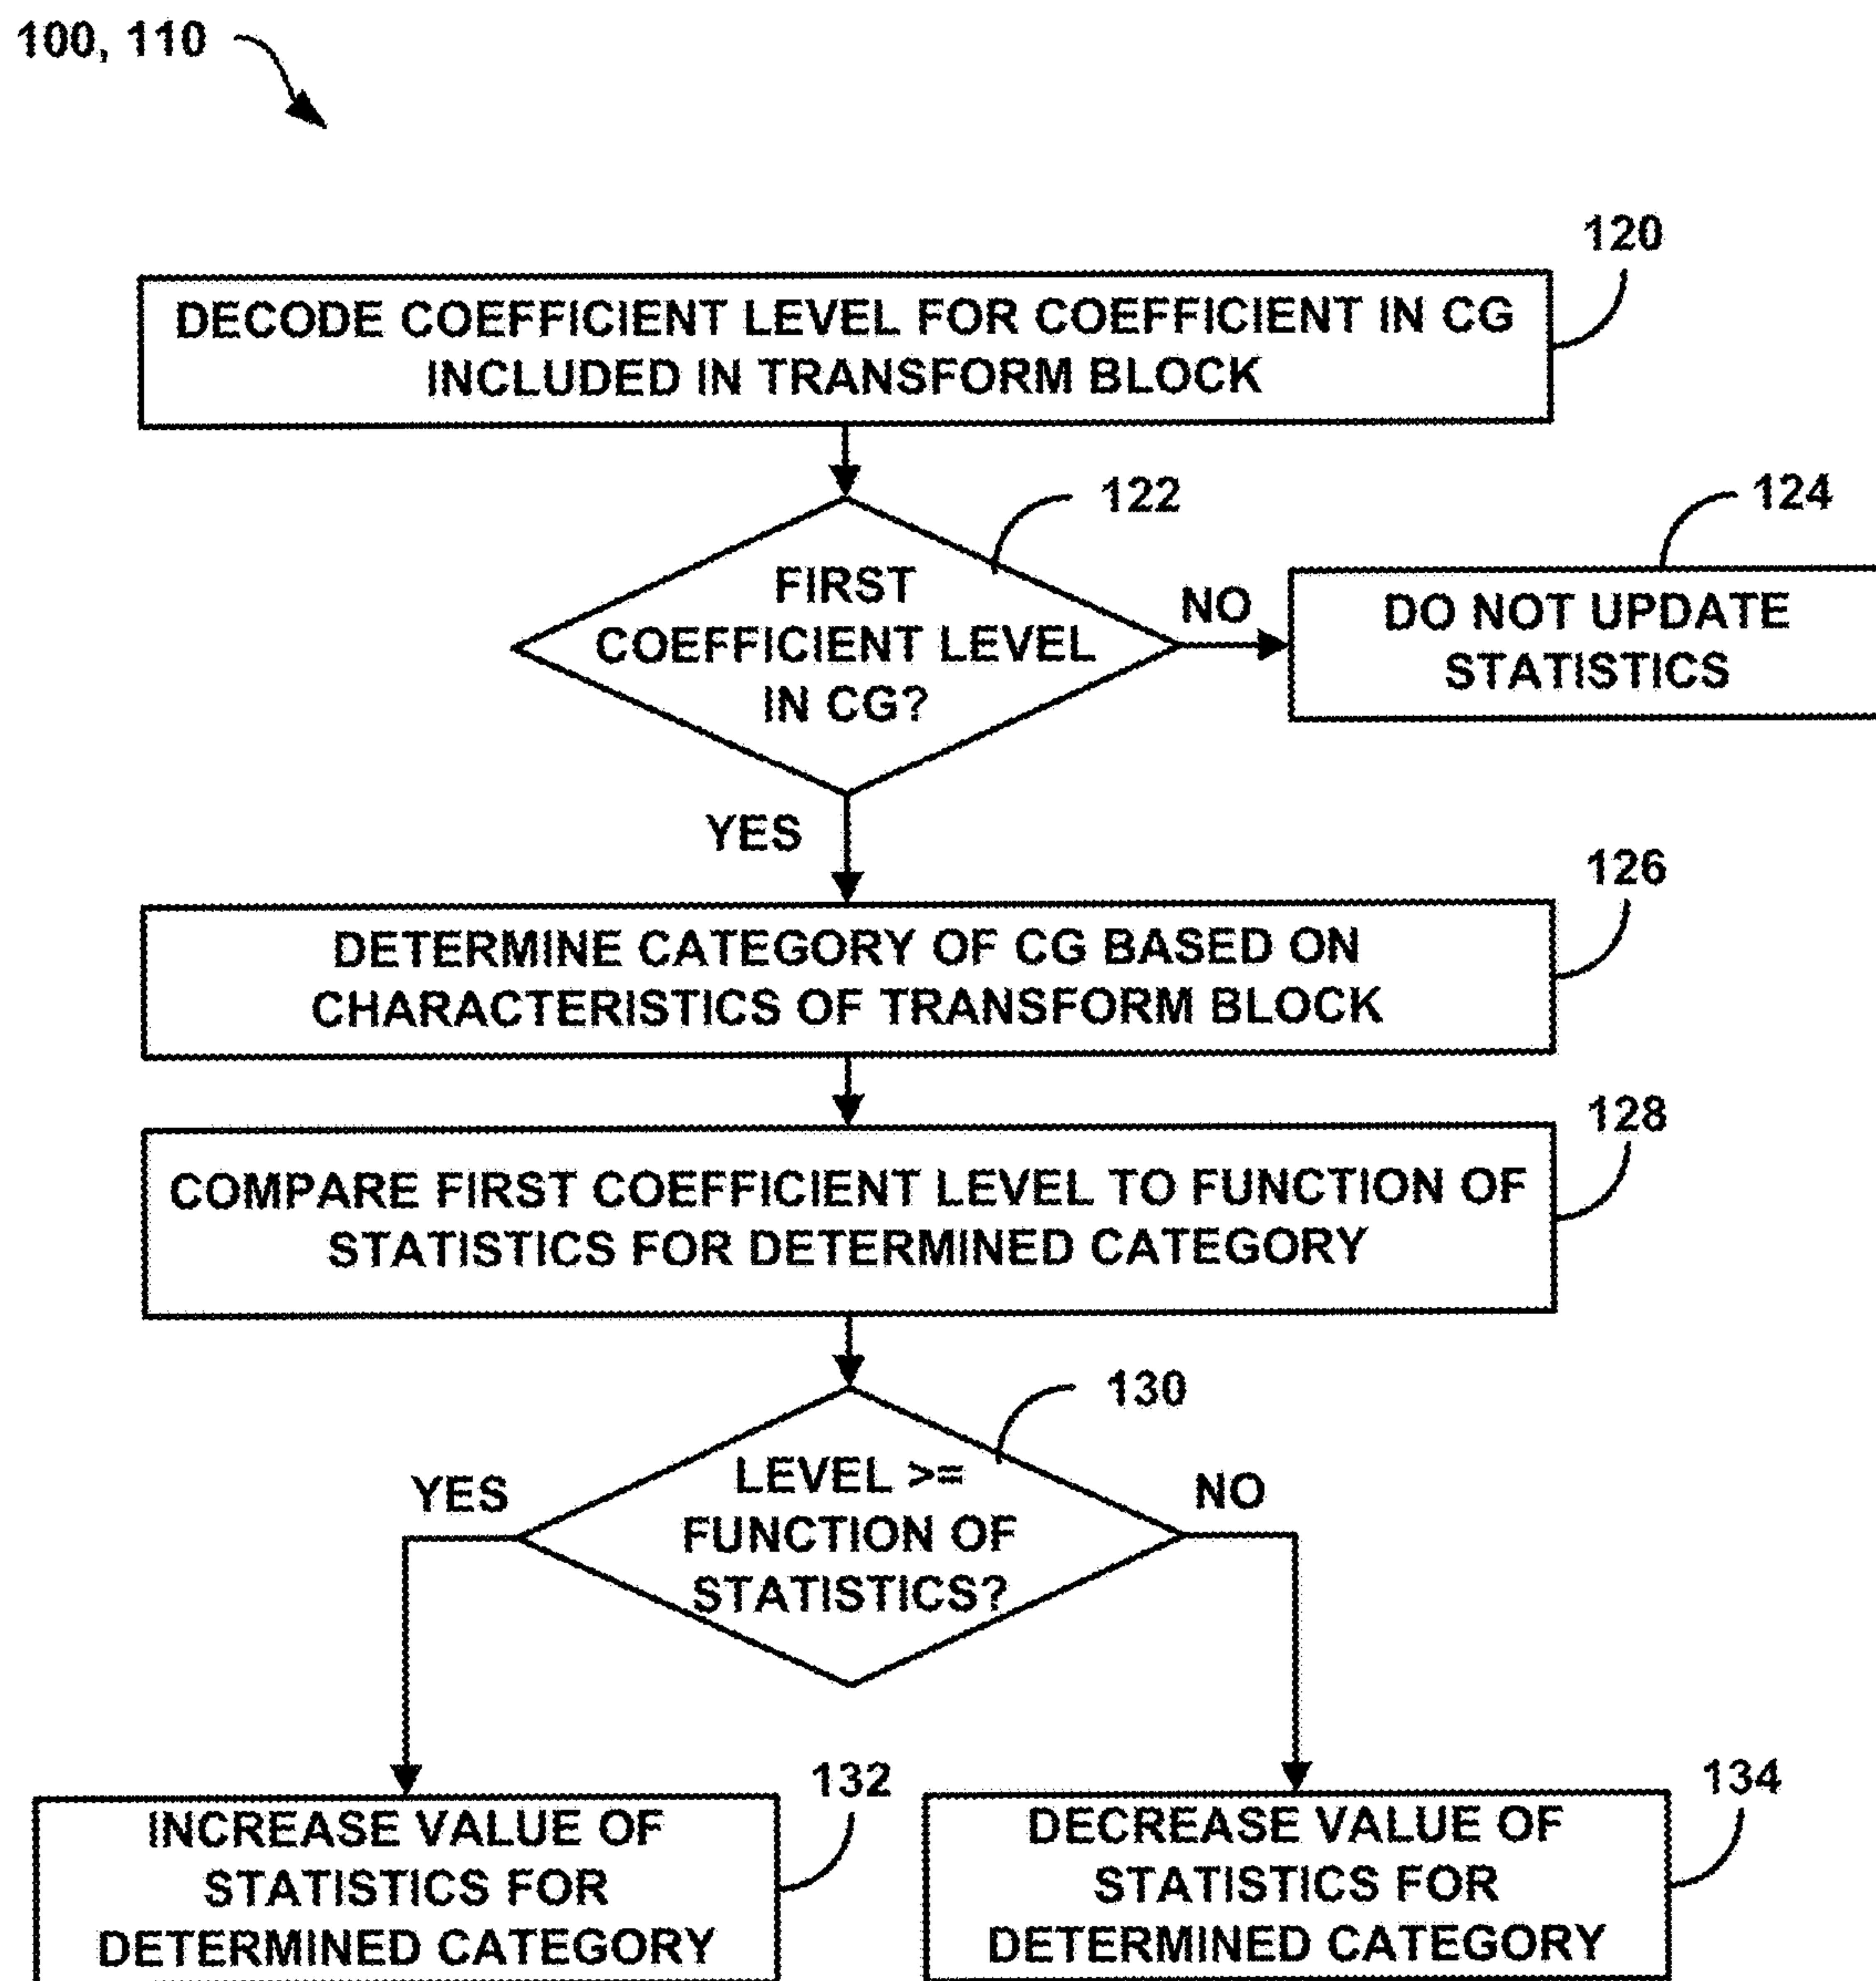 100, 110
120
DECODE COEFFICIENT LEVEL FOR COEFFICIENT IN CG
INCLUDED IN TRANSFORM BLOCK
122
124
FIRST
COEFFICIENT LEVEL
IN CG?
NO
DO NOT UPDATE
STATISTICS
YES
126
DETERMINE CATEGORY OF CG BASED ON
CHARACTERISTICS OF TRANSFORM BLOCK
128
COMPARE FIRST COEFFICIENT LEVEL TO FUNCTION OF
STATISTICS FOR DETERMINED CATEGORY
130
YES
LEVEL >=
FUNCTION OF
STATISTICS?
NO
132
INCREASE VALUE OF
STATISTICS FOR
DETERMINED CATEGORY
134
DECREASE VALUE OF
STATISTICS FOR
DETERMINED CATEGORY